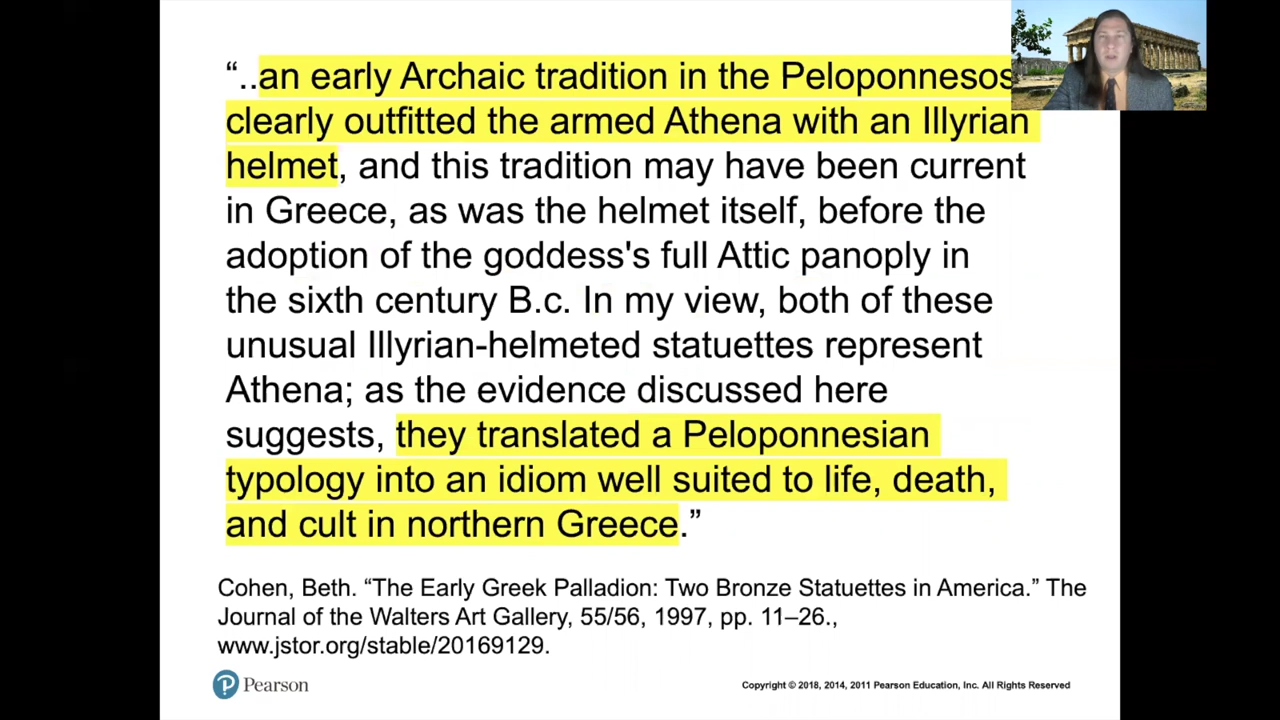 “..an early Archaic tradition in the Peloponnesos
clearly outfitted the armed Athena with an Illyrian
helmet, and this tradition may have been current
in Greece, as was the helmet itself, before the
adoption of the goddess's full Attic panoply in
the sixth century B.c. In my view, both of these
unusual Illyrian-helmeted statuettes represent
Athena; as the evidence discussed here
suggests, they translated a Peloponnesian
typology into an idiom well suited to life, death,
and cult in northern Greece.”
Cohen, Beth. “The Early Greek Palladion: Two Bronze Statuettes in America.” The
Journal of the Walters Art Gallery, 55/56, 1997, pp. 11–26.,
www.jstor.org/stable/20169129.
Pearson
Copyright © 2018, 2014, 2011 Pearson Education, Inc. All Rights Reserved